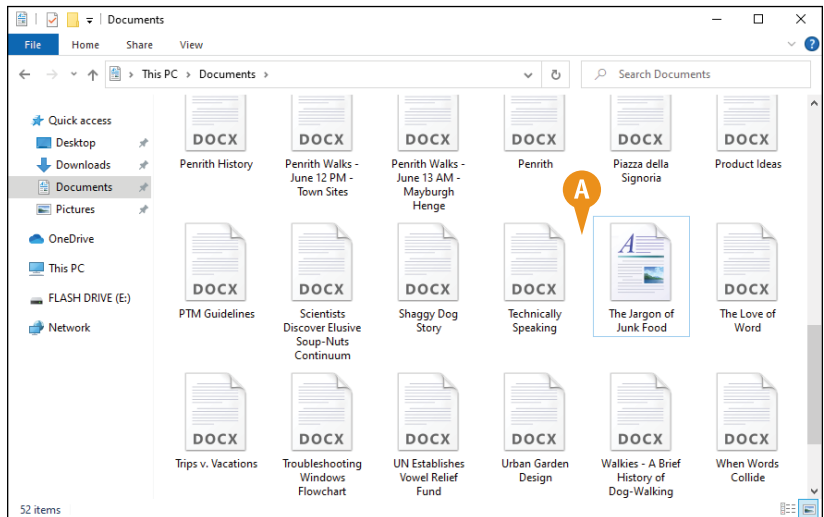 Documents
File Home Share View
This PC > Documents >
Search Documents
Quick access
Desktop
Downloads
Documents
Pictures
OneDrive
This PC
FLASH DRIVE (E:)
Network
DOCX DOCX DOCX DOCX DOCX DOCX
Penrith History
Penrith Walks -
June 12 PM -
Town Sites
Penrith Walks -
June 13 AM -
Mayburgh
Henge
Penrith
Piazza della
Signoria
Product Ideas
A
DOCX DOCX DOCX DOCX A DOCX
PTM Guidelines
Scientists
Discover Elusive
Soup-Nuts
Continuum
Shaggy Dog
Story
Technically
Speaking
The Jargon of
Junk Food
The Love of
Word
DOCX DOCX DOCX DOCX DOCX DOCX
Trips v. Vacations
Troubleshooting
Windows
Flowchart
UN Establishes
Vowel Relief
Fund
Urban Garden
Design
Walkies - A Brief
History of
Dog-Walking
When Words
Collide
52 items